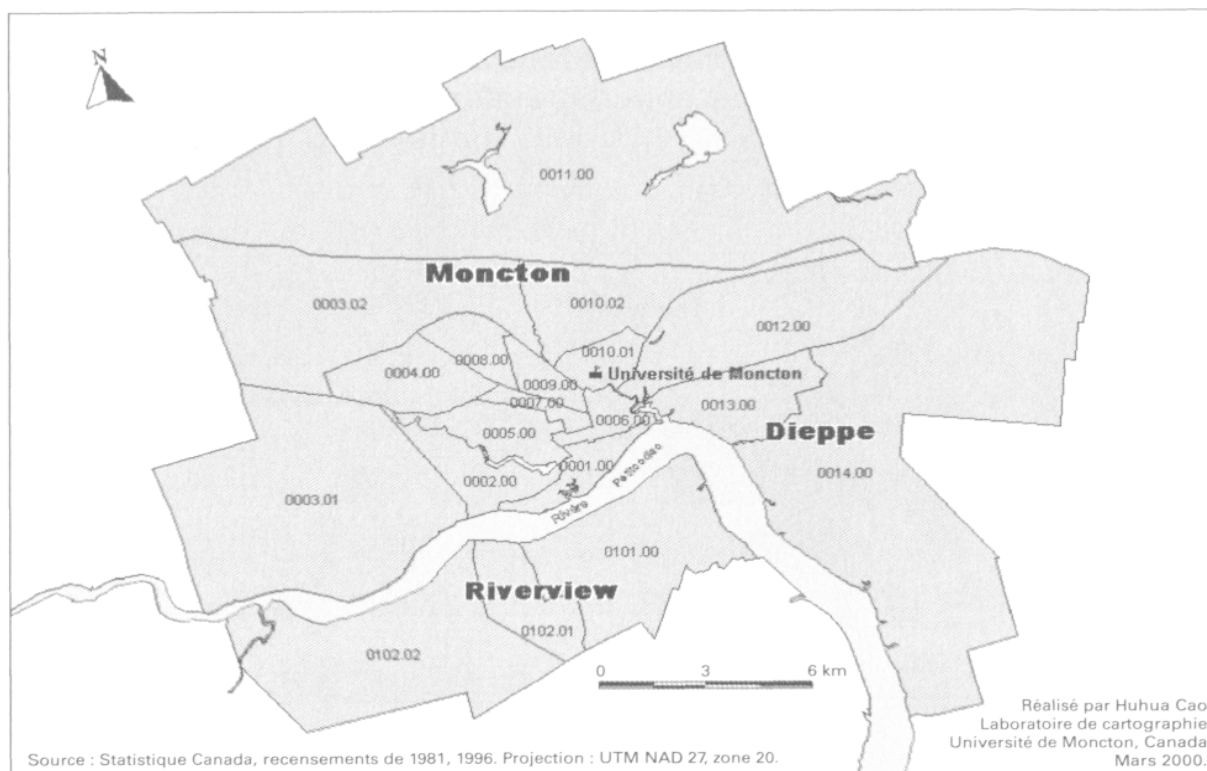 N
0011.00
Moncton
0003.02
0010.02
0012.00
0010.01
0008.00
0004.00
Université de Moncton
0009.00
0007.00
0013.00
0006.00
0005.00
Dieppe
0001.00
0014.00
0002.00
0003.01
Rivère Petitcodiac
0101.00
Riverview
0102.01
0102.02
0 3 6 km
Réalisé par Huhua Cao
Laboratoire de cartographie
Université de Moncton, Canada
Mars 2000.
Source : Statistique Canada, recensements de 1981, 1996. Projection : UTM NAD 27, zone 20.